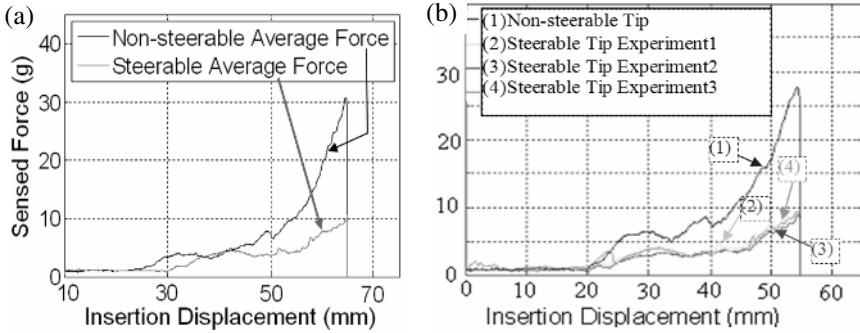 (a)
Sensed Force (g)
40
30
20
10
0
Non-steerable Average Force
Steerable Average Force
10 30 50 70
Insertion Displacement (mm)
(b)
30
20
10
0
(1)Non-steerable Tip
(2)Steerable Tip Experiment1
(3)Steerable Tip Experiment2
(4)Steerable Tip Experiment3
(1)
(2)
(4)
(3)
0 10 20 30 40 50 60
Insertion Displacement (mm)